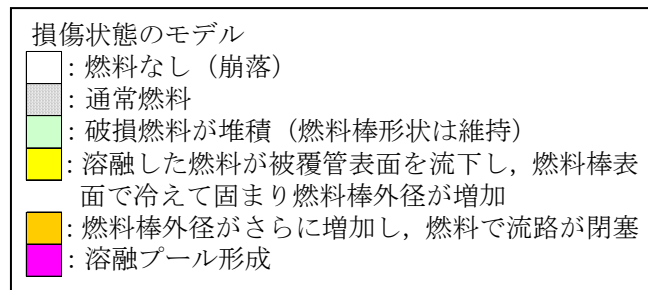 損傷状態のモデル
：燃料なし（崩落）
：通常燃料
：破損燃料が堆積（燃料棒形状は維持）
：溶融した燃料が被覆管表面を流下し，燃料棒表
面で冷えて固まり燃料棒外径が増加
：燃料棒外径がさらに増加し，燃料で流路が閉塞
：溶融プール形成